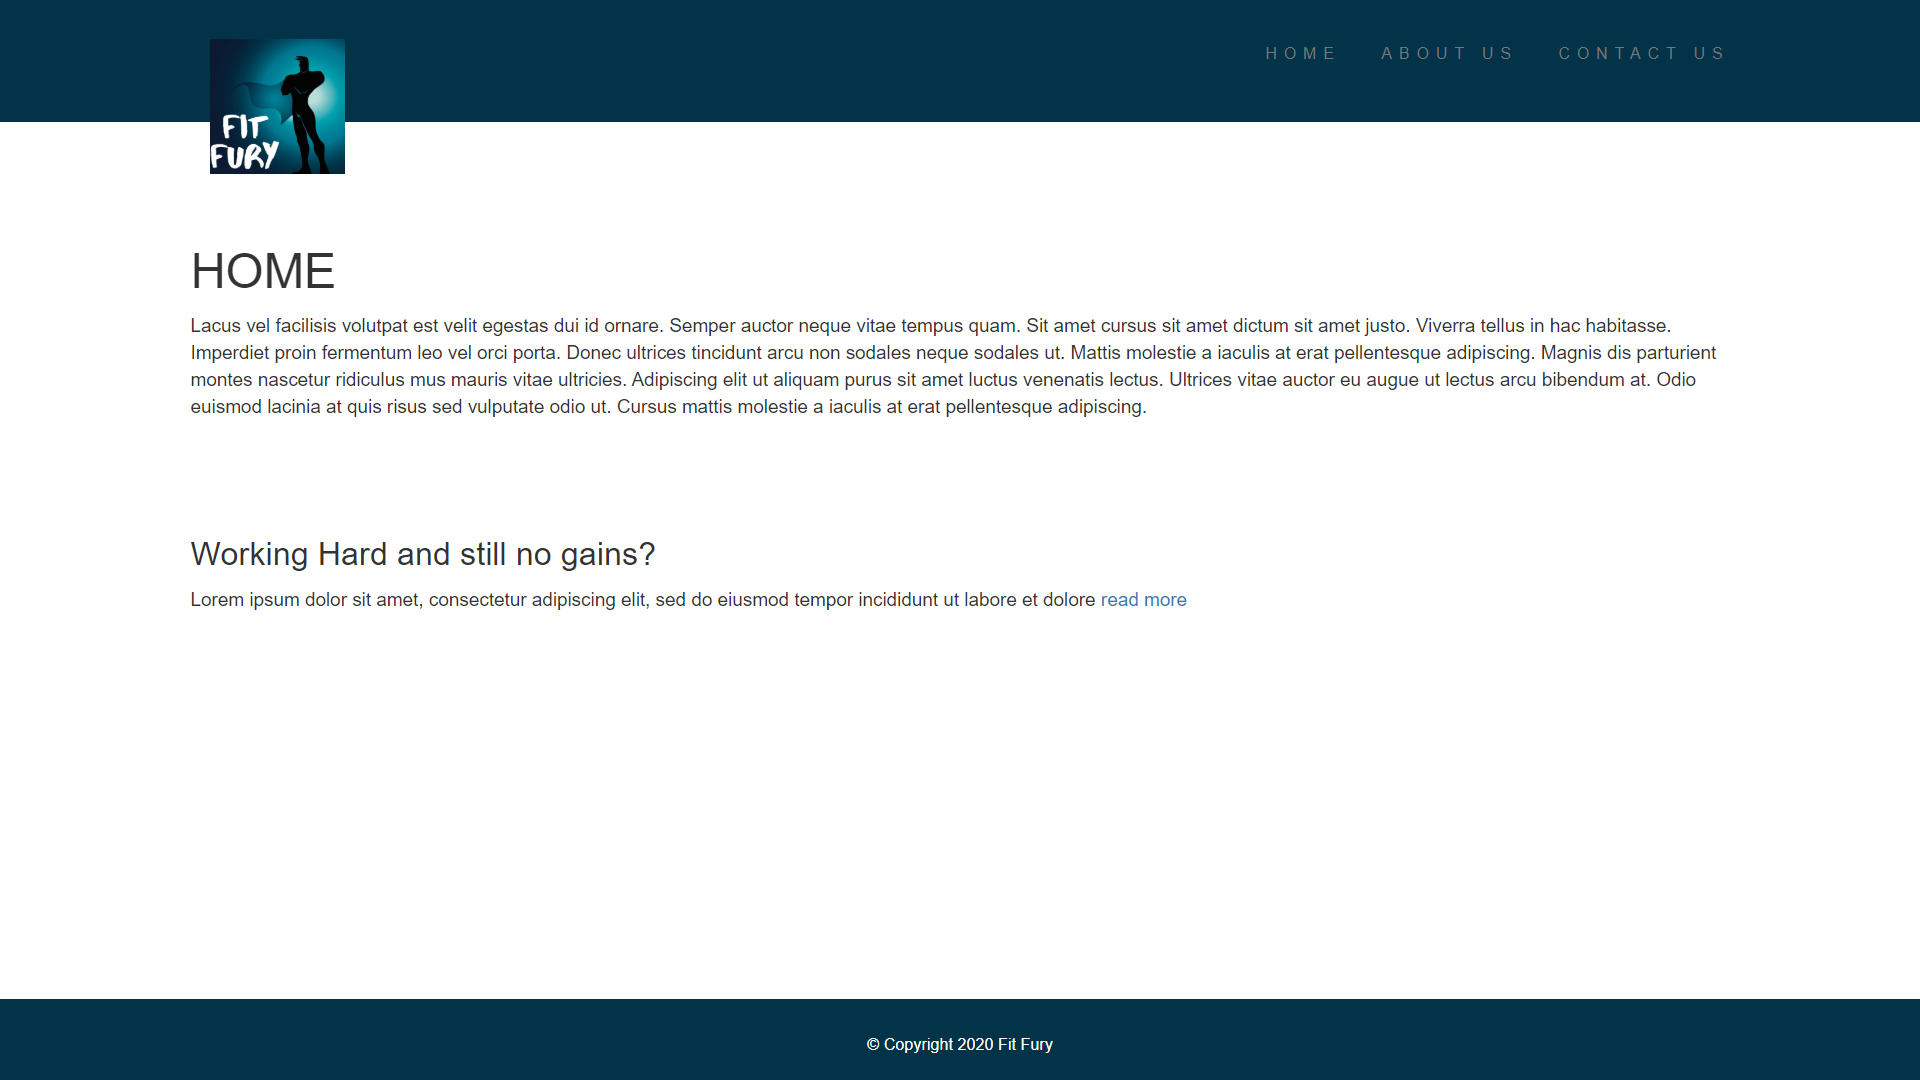 FIT
FURY
HOME ABOUT US CONTACT US
HOME
Lacus vel facilisis volutpat est velit egestas dui id ornare. Semper auctor neque vitae tempus quam. Sit amet cursus sit amet dictum sit amet justo. Viverra tellus in hac habitasse.
Imperdiet proin fermentum leo vel orci porta. Donec ultrices tincidunt arcu non sodales neque sodales ut. Mattis molestie a iaculis at erat pellentesque adipiscing. Magnis dis parturient
montes nascetur ridiculus mus mauris vitae ultricies. Adipiscing elit ut aliquam purus sit amet luctus venenatis lectus. Ultrices vitae auctor eu augue ut lectus arcu bibendum at. Odio
euismod lacinia at quis risus sed vulputate odio ut. Cursus mattis molestie a iaculis at erat pellentesque adipiscing.
Working Hard and still no gains?
Lorem ipsum dolor sit amet, consectetur adipiscing elit, sed do eiusmod tempor incididunt ut labore et dolore read more
© Copyright 2020 Fit Fury